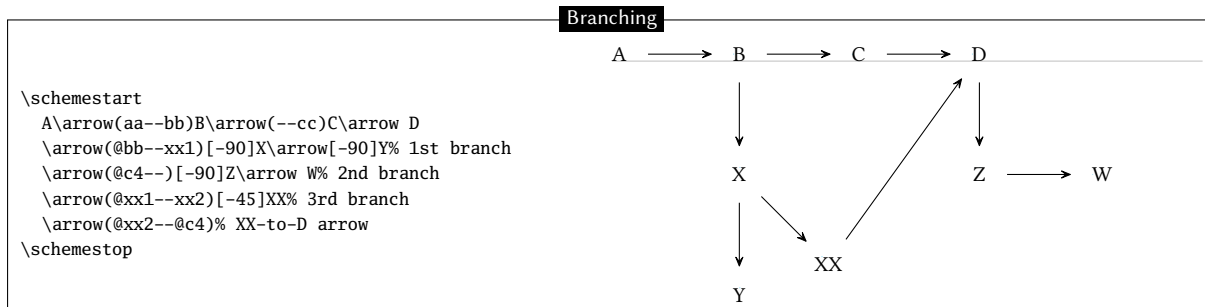 Branching
\schemestart
A\arrow(aa--bb)B\arrow(--cc)C\arrow D
\arrow(@bb--xx1)[-90]X\arrow[-90]Y% 1st branch
\arrow(@c4--)[-90]Z\arrow W% 2nd branch
\arrow(@xx1--xx2)[-45]XX% 3rd branch
\arrow(@xx2--@c4)% XX-to-D arrow
\schemestop
A B C D
X Z W
XX
Y